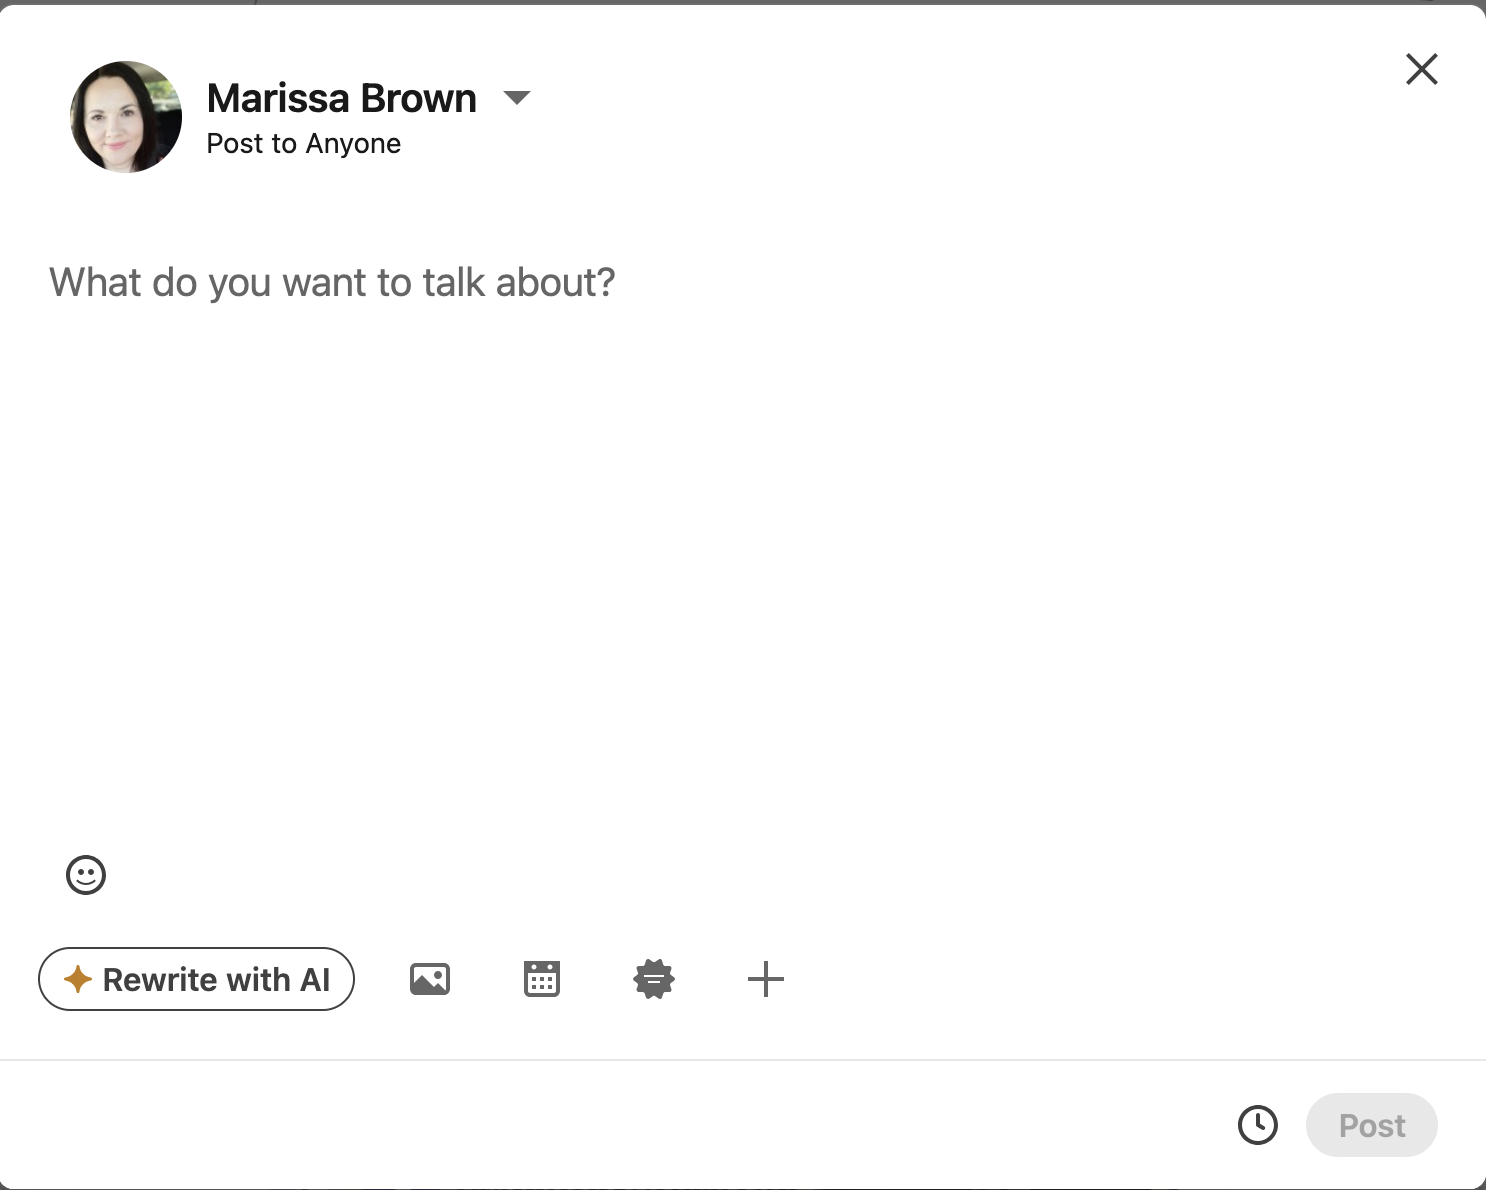 Marissa Brown
Post to Anyone
What do you want to talk about?
Rewrite with AI
Post